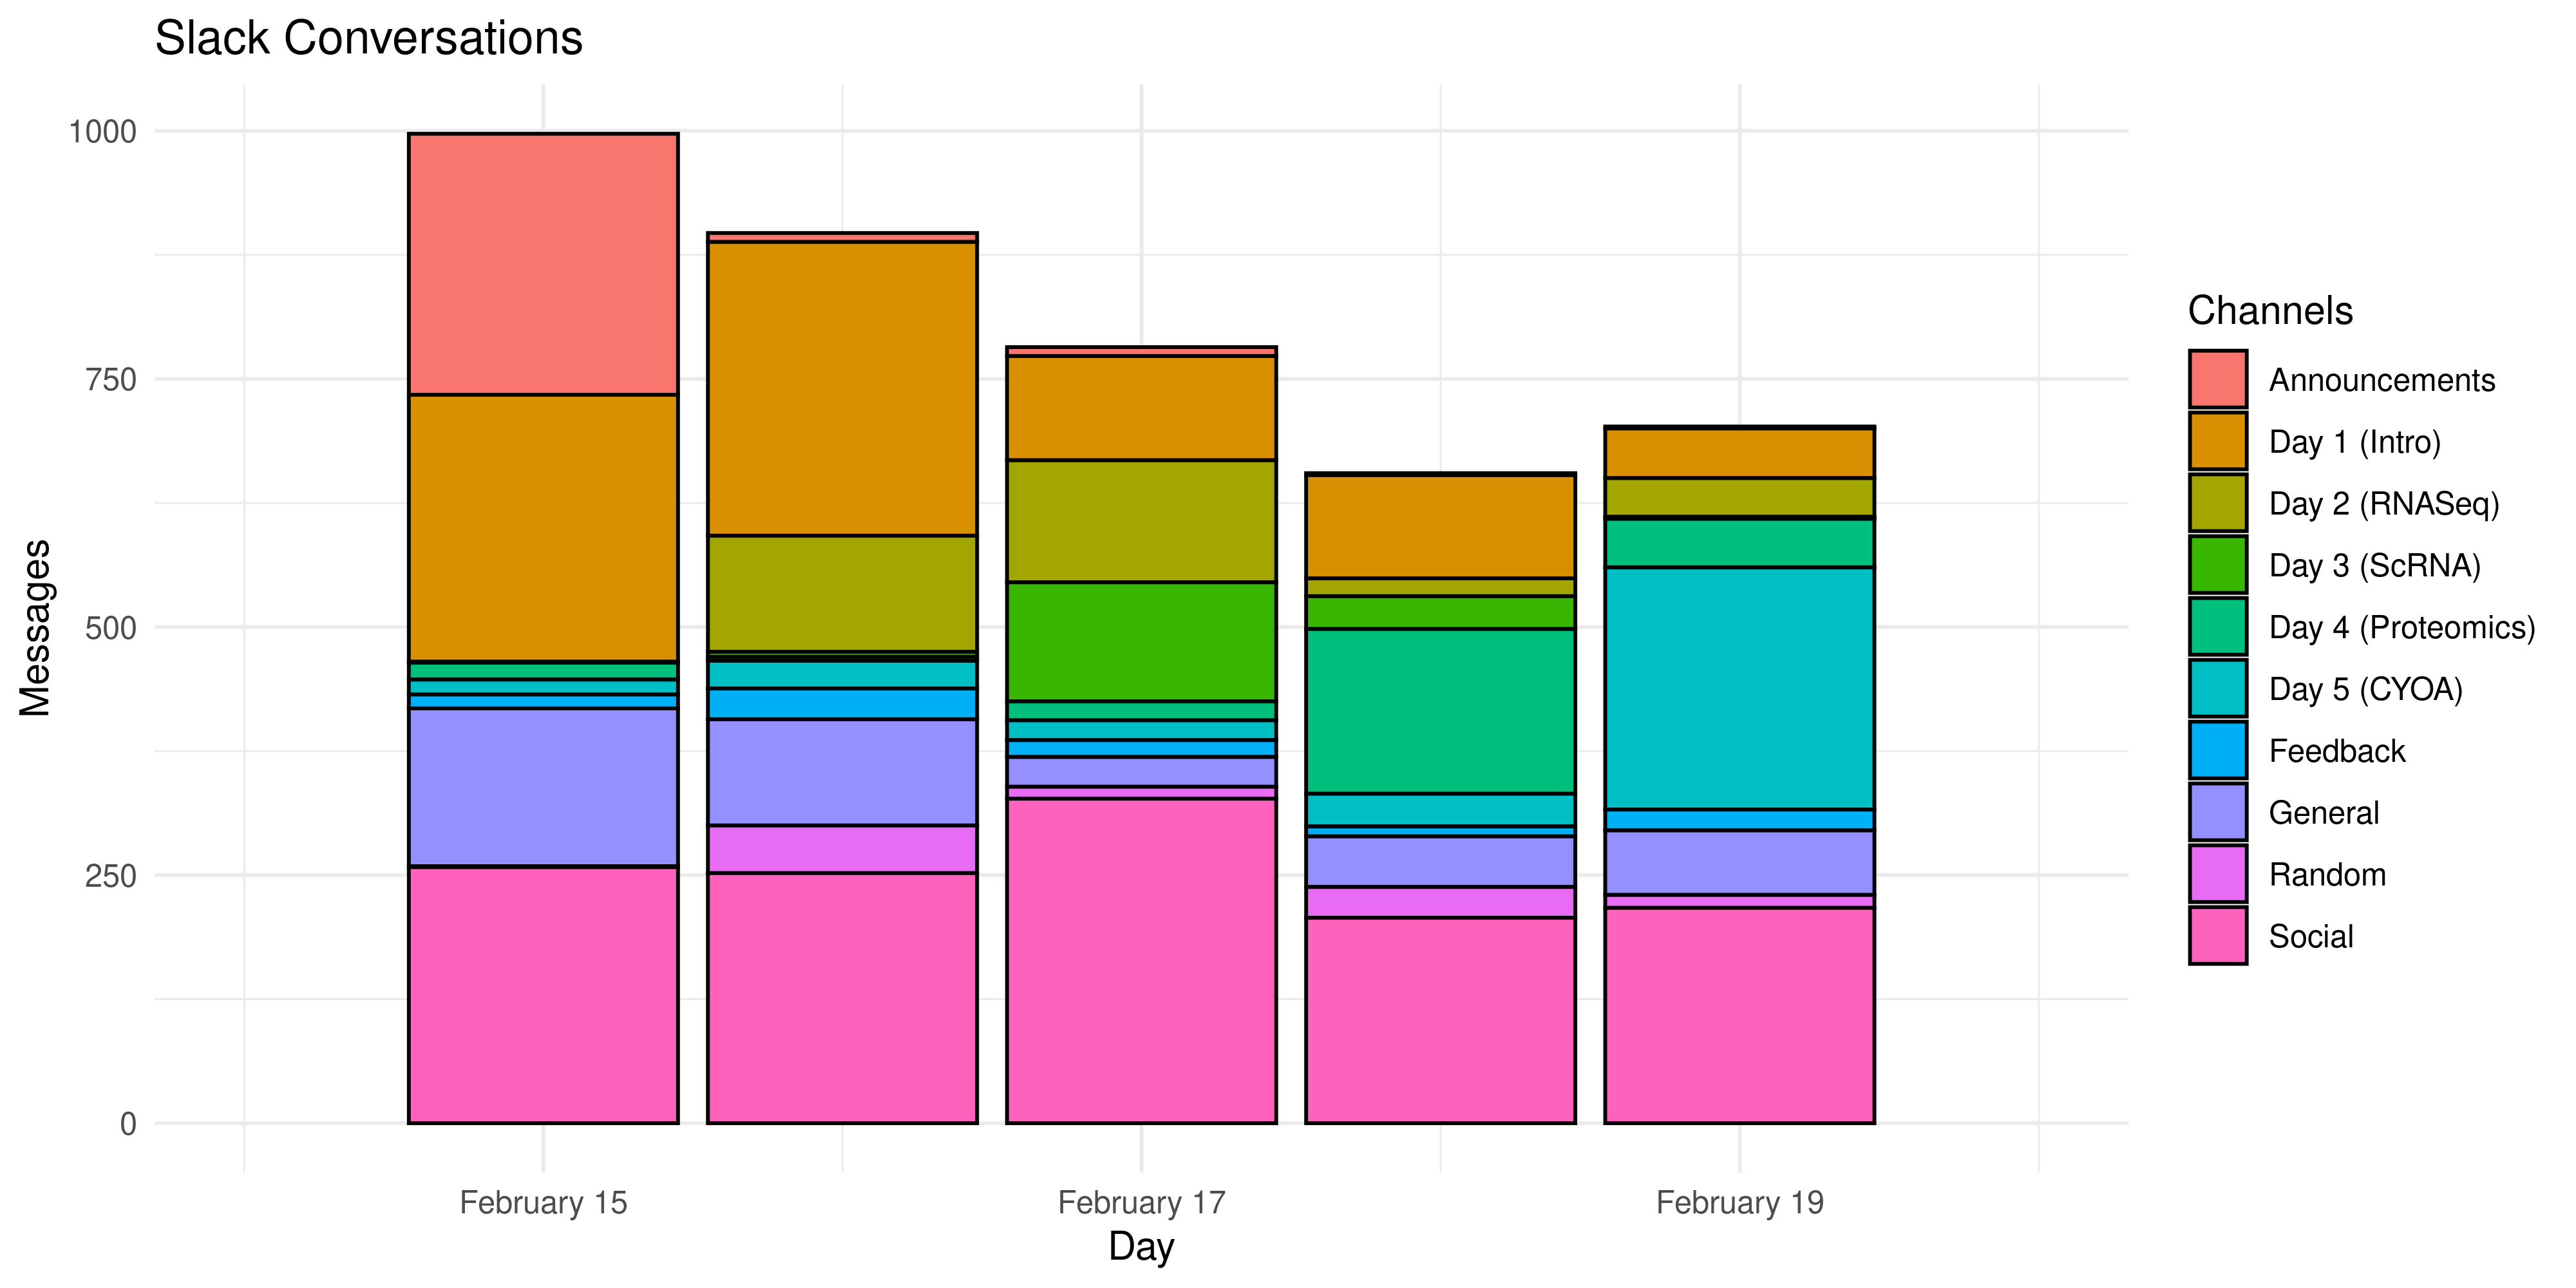 Slack Conversations
1000
750
500
250
0
Messages
February 15
February 17
February 19
Day
Channels
Announcements
Day 1 (Intro)
Day 2 (RNASeq)
Day 3 (ScRNA)
Day 4 (Proteomics)
Day 5 (CYOA)
Feedback
General
Random
Social